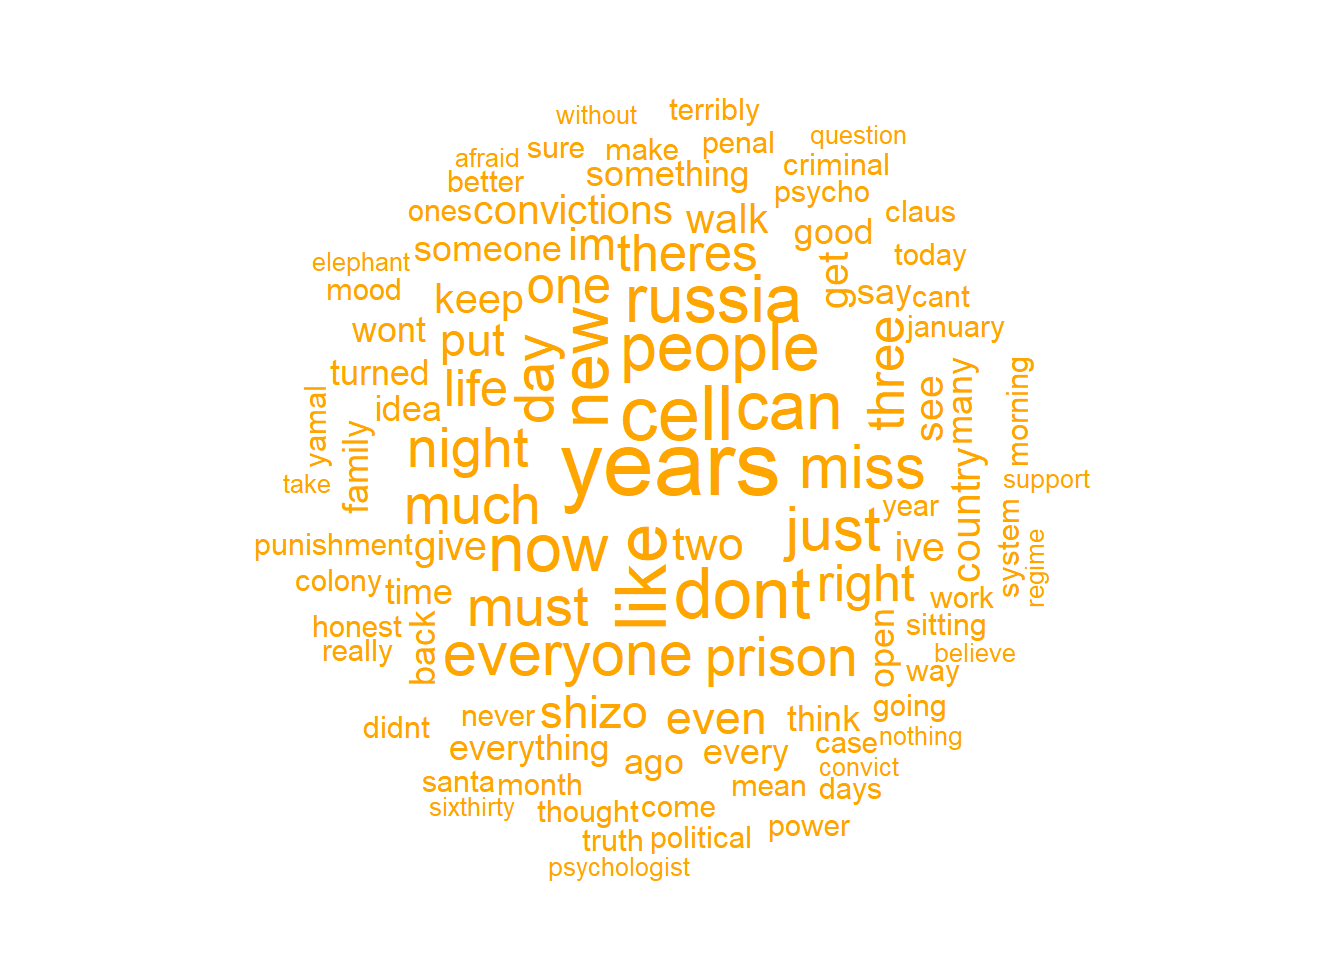 without
terribly
question
afraid
sure
make
penal
criminal
better
something
psycho
ones
convictions
walk
claus
someone
im
theres
good
today
elephant
mood
keep
one
russia
get
say
cant
wont
put
day
new
people
three
january
turned
life
cell
can
see
many
morning
idea
yamal
family
night
years
miss
country
take
support
much
just
year
punishment
give
now
like
two
ive
system
regime
colony
time
must
dont
right
work
honest
really
back
everyone
prison
open
sitting
believe
way
didnt
never
shizo
even
think
going
everything
ago
every
case
nothing
santa
month
mean
convict
days
sixthirty
thought
come
power
truth
political
psychologist